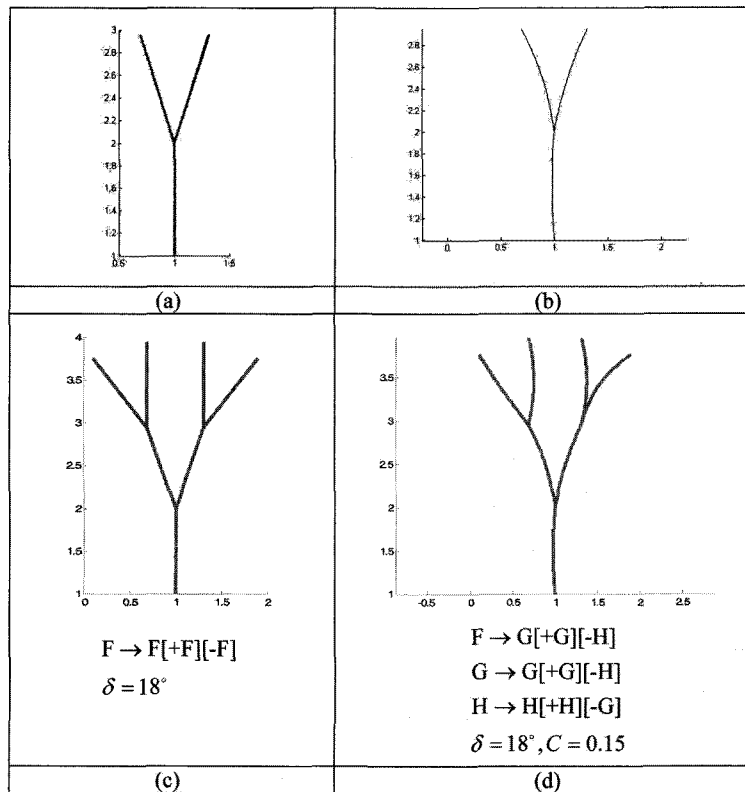 3
2.8
2.6
2.4
2.2
2
1.8
1.6
1.4
1.2
1
0.5 1 1.5
2.8
2.6
2.4
2.2
2
1.8
1.6
1.4
1.2
1
0 0.5 1 1.5 2
(a) (b)
4
3.5
3
2.5
2
1.5
1
0 0.5 1 1.5 2
F → F[+F][-F]
δ = 18°
3.5
3
2.5
2
1.5
1
-0.5 0 0.5 1 1.5 2 2.5
F → G[+G][-H]
G → G[+G][-H]
H → H[+H][-G]
δ = 18°, C = 0.15
(c) (d)